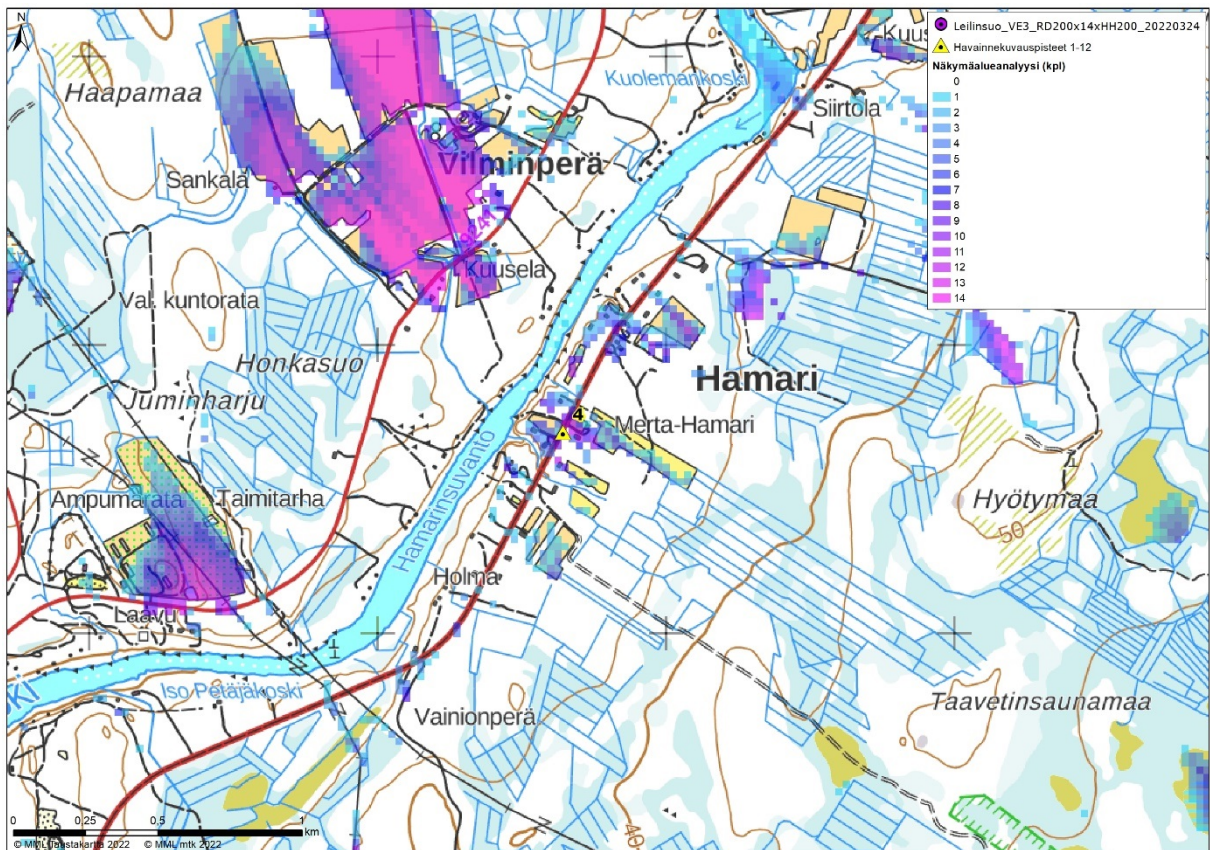 N
Leilinsuo_VE3_RD200x14xHH200_20220324
Havainnekuvauspisteet 1-12
Näkymäalueanalyysi (kpl)
0
1
2
3
4
5
6
7
8
9
10
11
12
13
14
Haapamaa
Kuolemankoski
Siirtola
Vilminperä
Sankala
9241
Kuusela
Val. kuntorata
Honkasuo
Juminharju
Hamari
4
Merta-Hamari
Hamarinsuvanto
Ampumarata
Taimitarha
Hyötymaa
50
Holma
Laavu
Iso Petäjäkoski
Vainionperä
Taavetinsaunamaa
40
0 0,25 0,5 1
km
© MML taustakartta 2022 © MML mtk 2022